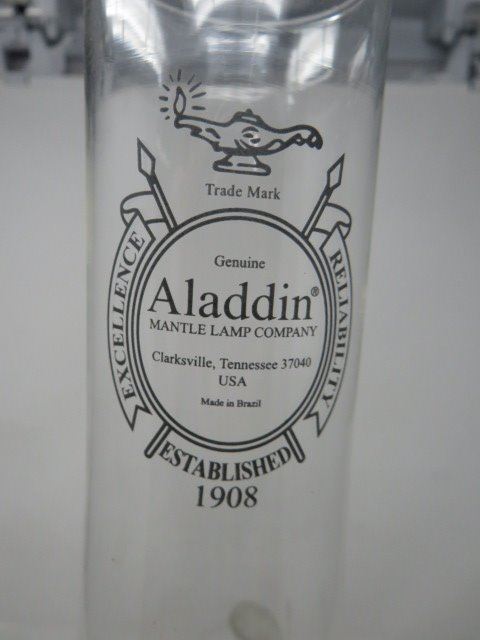 Trade Mark
EXCELLENCE
RELIABILITY
Genuine
Aladdin®
MANTLE LAMP COMPANY
Clarksville, Tennessee 37040
USA
Made in Brazil
ESTABLISHED
1908